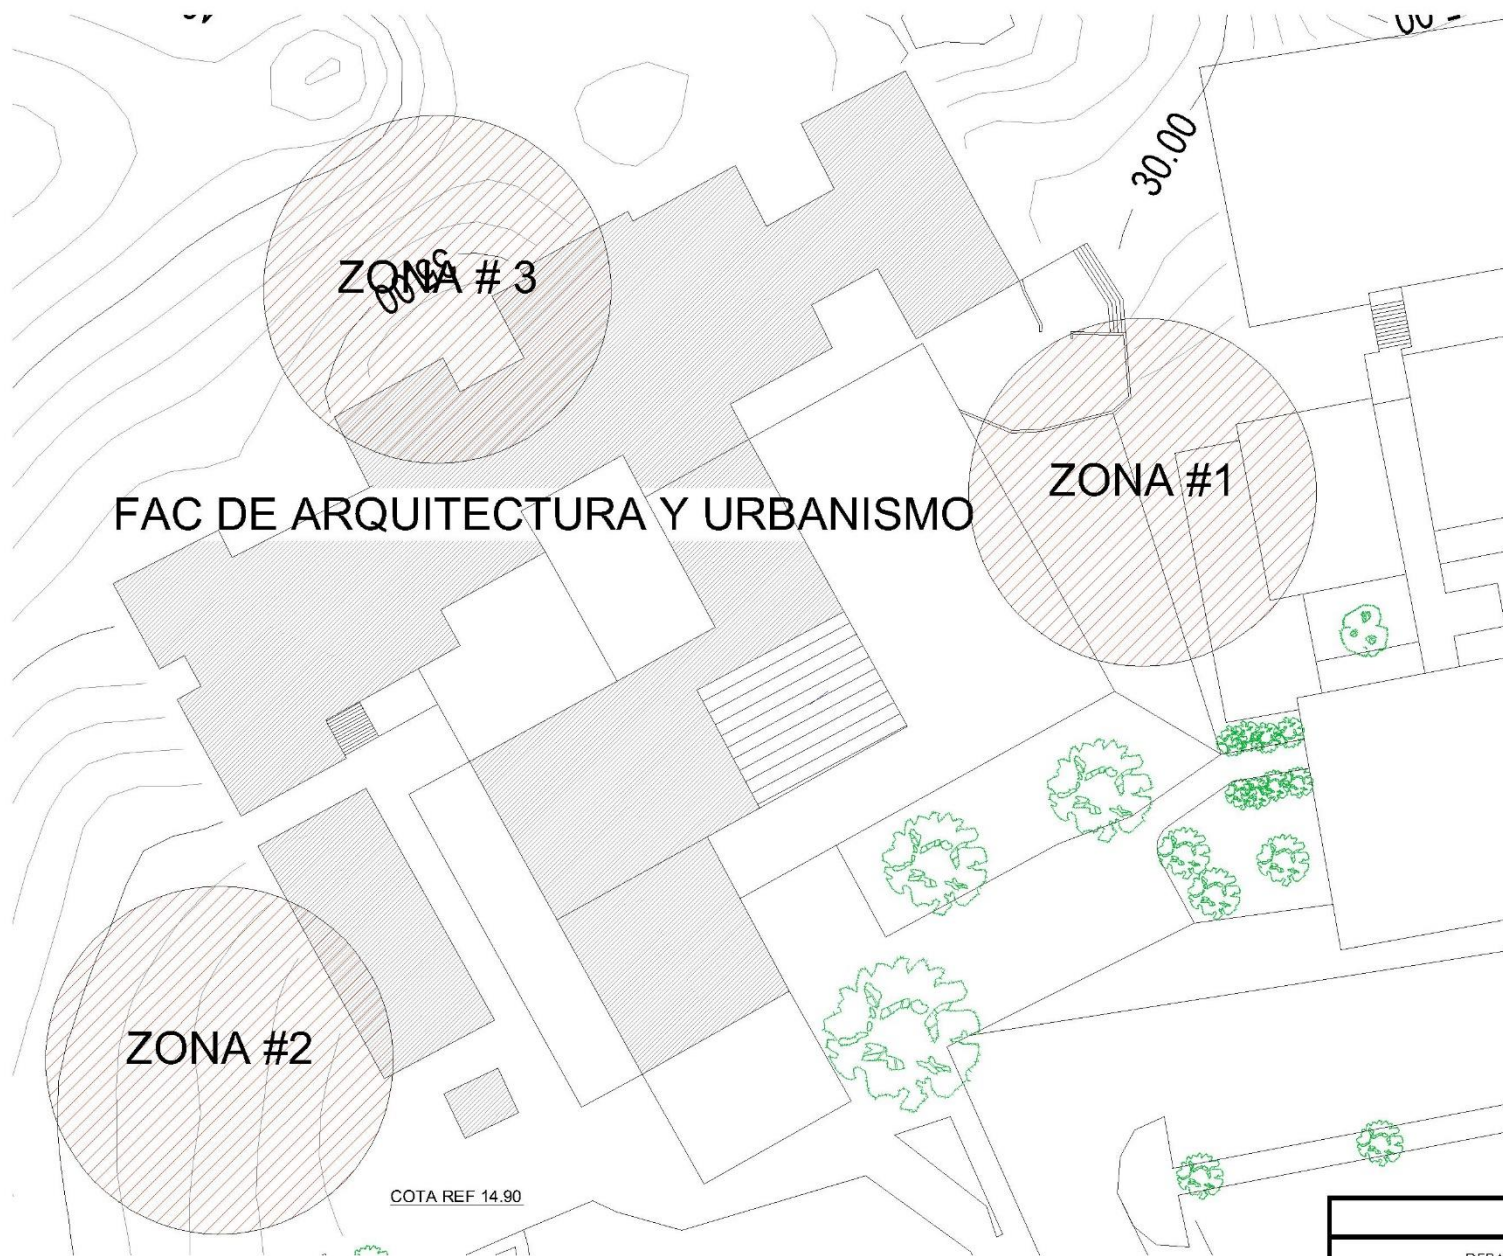 30.00
ZONA # 3
ZONA #1
FAC DE ARQUITECTURA Y URBANISMO
ZONA #2
COTA REF 14.90